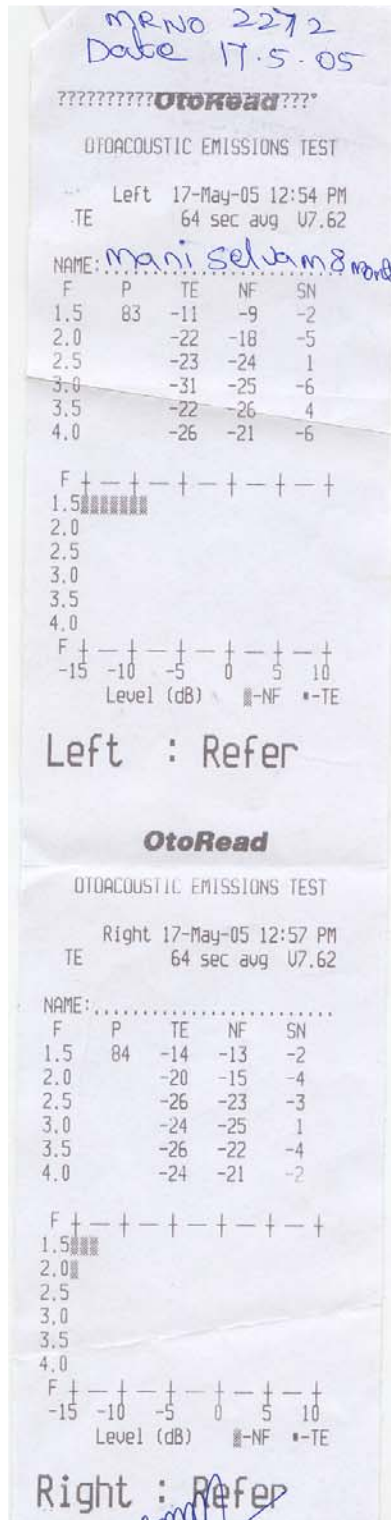 MRNO 2272
Date 17.5.05
??????????OtoRead????"
OTOACOUSTIC EMISSIONS TEST
Left 17-May-05 12:54 PM
TE 64 sec avg V7.62
NAME: Mani Selvam 8 mond
F P TE NF SN
1.5 83 -11 -9 -2
2.0 -22 -18 -5
2.5 -23 -24 1
3.0 -31 -25 -6
3.5 -22 -26 4
4.0 -26 -21 -6
F
1.5
2.0
2.5
3.0
3.5
4.0
F
-15 -10 -5 0 5 10
Level (dB) ▒-NF ▪-TE
Left : Refer
OtoRead
OTOACOUSTIC EMISSIONS TEST
Right 17-May-05 12:57 PM
TE 64 sec avg V7.62
NAME:..............................
F P TE NF SN
1.5 84 -14 -13 -2
2.0 -20 -15 -4
2.5 -26 -23 -3
3.0 -24 -25 1
3.5 -26 -22 -4
4.0 -24 -21 -2
F
1.5
2.0
2.5
3.0
3.5
4.0
F
-15 -10 -5 0 5 10
Level (dB) ▒-NF ▪-TE
Right : Refer